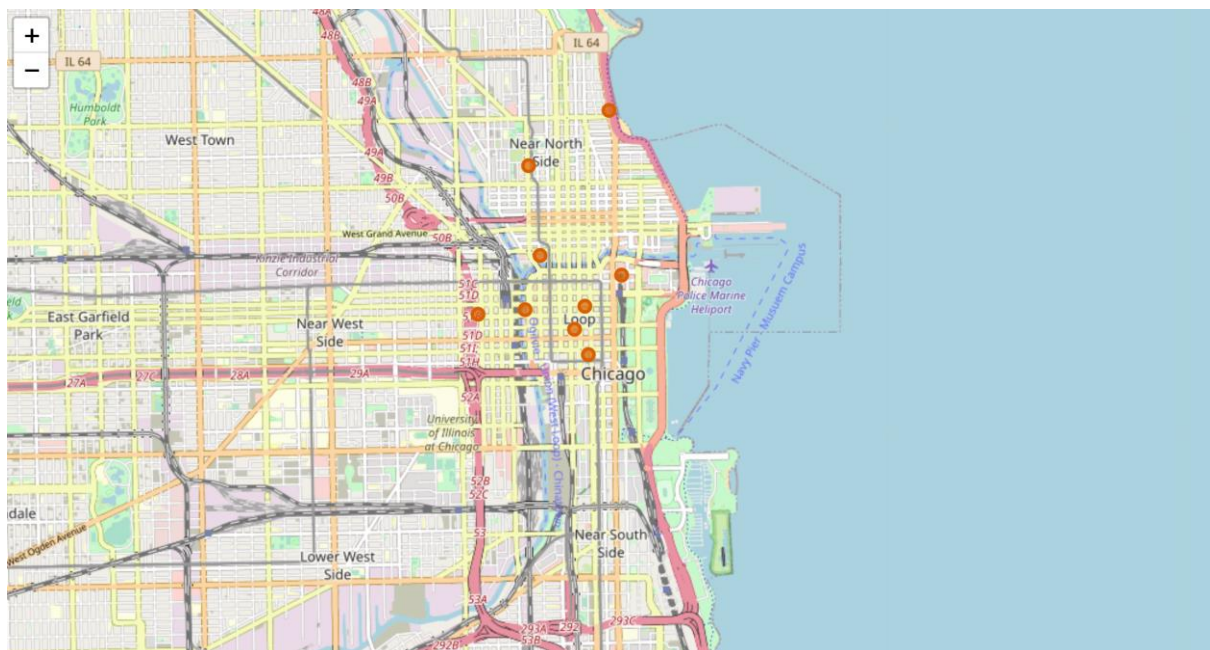 +
−
48A
48B
IL 64
IL 64
48B
49A
Humboldt
Park
West Town
Near North
Side
49A
49B
50B
West Grand Avenue
50B
Kinzie Industrial
Corridor
51C
51D
Chicago
Police Marine
Heliport
Navy Pier - Musuem Campus
East Garfield
Park
Near West
Side
Loop
51D
51H
27A
27C
28A
29A
Chicago
52A
University
of Illinois
at Chicago
52B
52C
dale
West Ogden Avenue
53
Near South
Side
Lower West
Side
53A
292B
293A
53B
292
293C